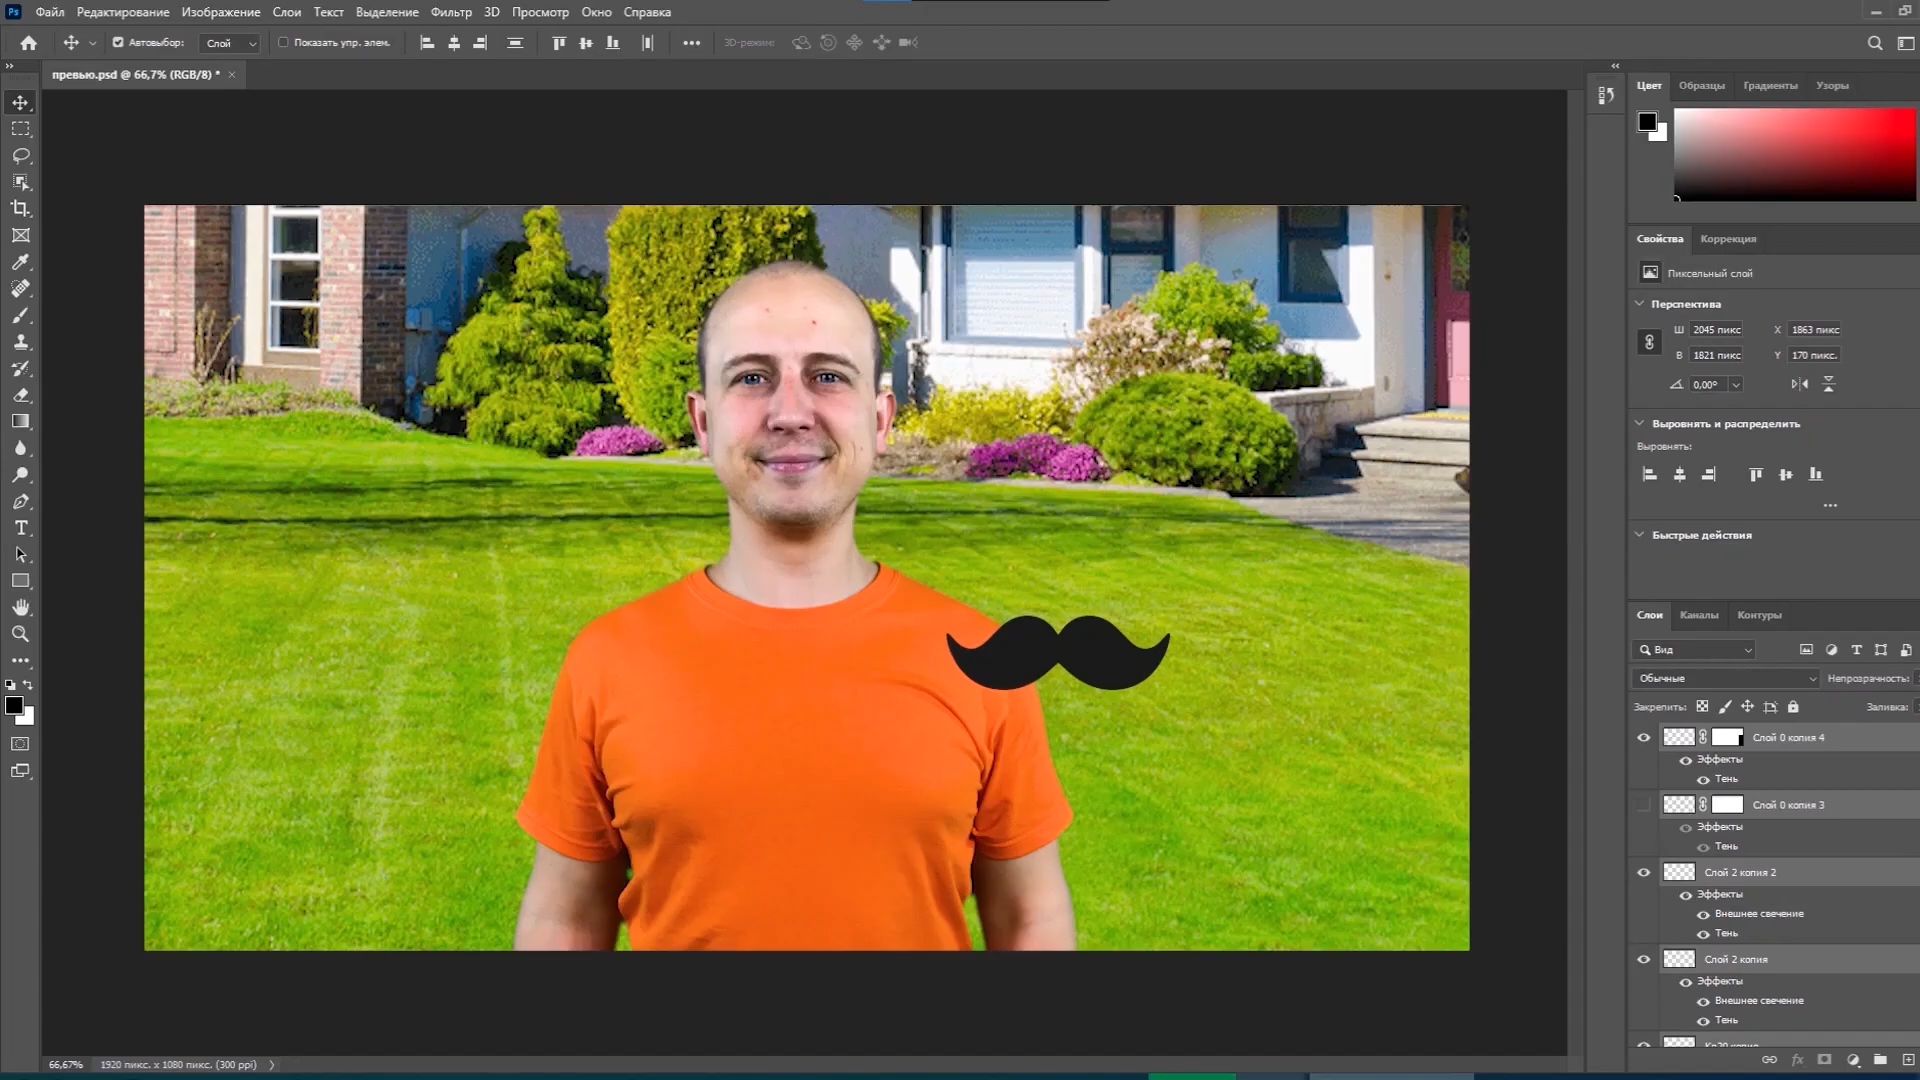 Ps Файл Редактирование Изображение Слои Текст Выделение Фильтр 3D Просмотр Окно Справка
Автовыбор: Слой Показать упр. элем. 3D-режим:
превью.psd @ 66,7% (RGB/8) *
Цвет Образцы Градиенты Узоры
Свойства Коррекция
Пиксельный слой
Перспектива
Ш 2045 пикс X 1863 пикс
В 1821 пикс Y 170 пикс.
0,00°
Выровнять и распределить
Выровнять:
Быстрые действия
Слои Каналы Контуры
Вид
Обычные Непрозрачность:
Закрепить: Заливка:
Слой 0 копия 4
Эффекты
Тень
Слой 0 копия 3
Эффекты
Тень
Слой 2 копия 2
Эффекты
Внешнее свечение
Тень
Слой 2 копия
Эффекты
Внешнее свечение
Тень
66,67% 1920 пикс. x 1080 пикс. (300 ppi)